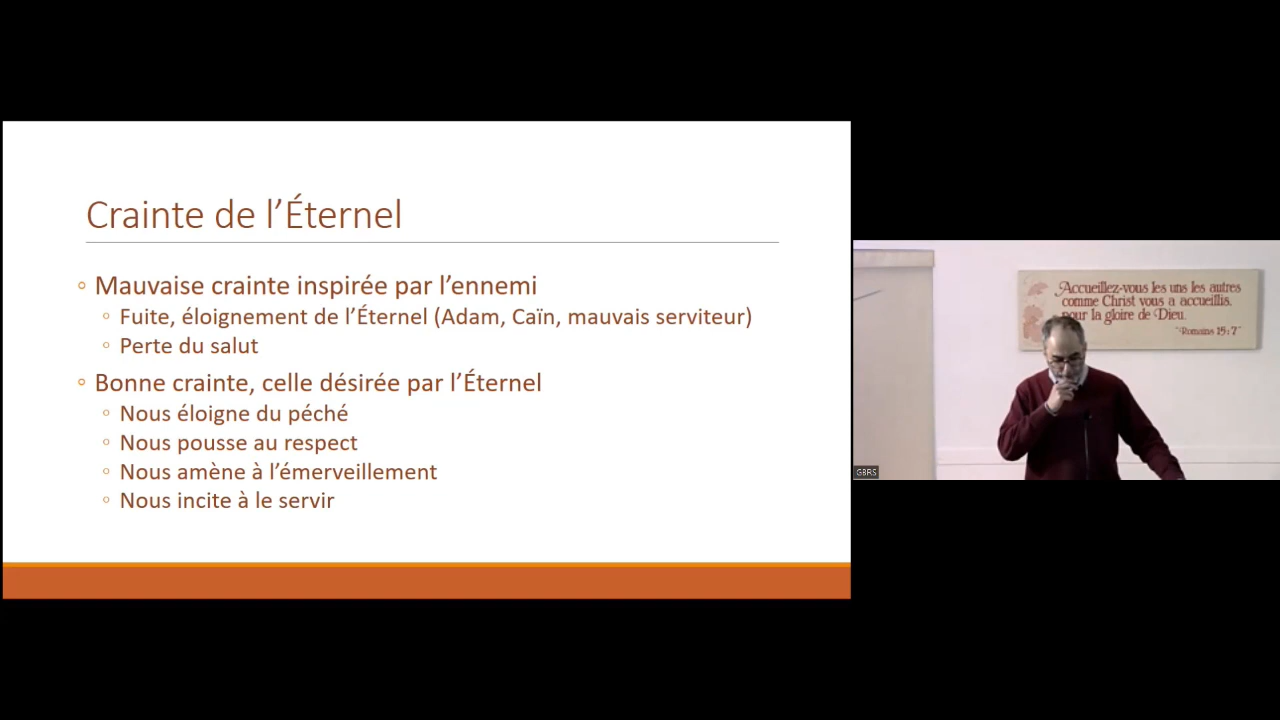 Crainte de l’Éternel
Mauvaise crainte inspirée par l’ennemi
Fuite, éloignement de l’Éternel (Adam, Caïn, mauvais serviteur)
Perte du salut
Bonne crainte, celle désirée par l’Éternel
Nous éloigne du péché
Nous pousse au respect
Nous amène à l’émerveillement
Nous incite à le servir
Accueillez-vous les uns les autres
comme Christ vous a accueillis,
pour la gloire de Dieu.
Romains 15:7
GBRS